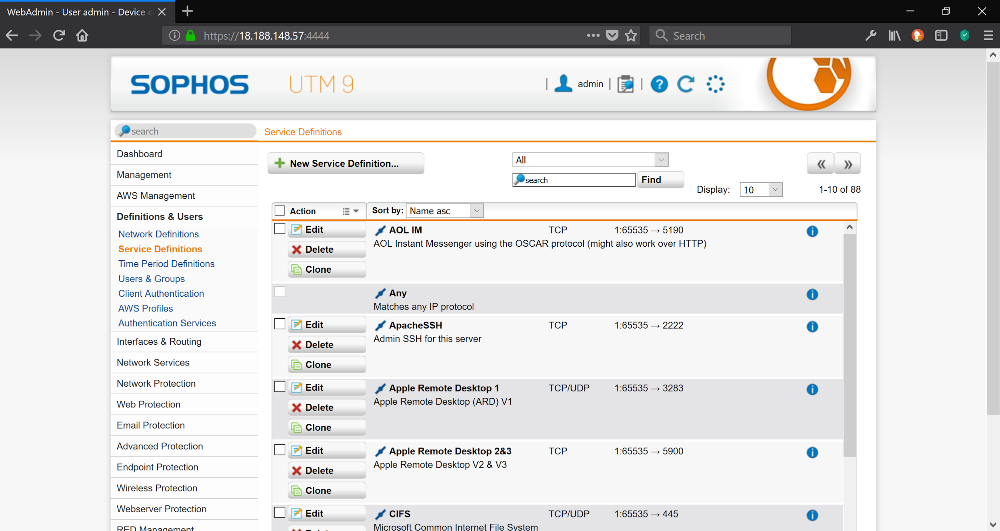 WebAdmin - User admin - Device
https://18.188.148.57:4444
Search
SOPHOS UTM 9
admin
search
Service Definitions
Dashboard
Management
AWS Management
Definitions & Users
Network Definitions
Service Definitions
Time Period Definitions
Users & Groups
Client Authentication
AWS Profiles
Authentication Services
Interfaces & Routing
Network Services
Network Protection
Web Protection
Email Protection
Advanced Protection
Endpoint Protection
Wireless Protection
Webserver Protection
RED Management
New Service Definition...
All
search Find
Display: 10 1-10 of 88
Action Sort by: Name asc
Edit AOL IM TCP 1:65535 → 5190
AOL Instant Messenger using the OSCAR protocol (might also work over HTTP)
Delete
Clone
Any
Matches any IP protocol
Edit ApacheSSH TCP 1:65535 → 2222
Admin SSH for this server
Delete
Clone
Edit Apple Remote Desktop 1 TCP/UDP 1:65535 → 3283
Apple Remote Desktop (ARD) V1
Delete
Clone
Edit Apple Remote Desktop 2&3 TCP 1:65535 → 5900
Apple Remote Desktop V2 & V3
Delete
Clone
Edit CIFS TCP/UDP 1:65535 → 445
Microsoft Common Internet File System